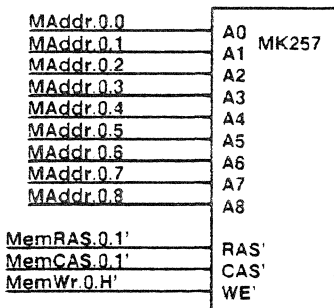 MAddr.0.0
MAddr.0.1
MAddr.0.2
MAddr.0.3
MAddr.0.4
MAddr.0.5
MAddr.0.6
MAddr.0.7
MAddr.0.8
MemRAS.0.1'
MemCAS.0.1'
MemWr.0.H'
A0
A1
A2
A3
A4
A5
A6
A7
A8
RAS'
CAS'
WE'
MK257